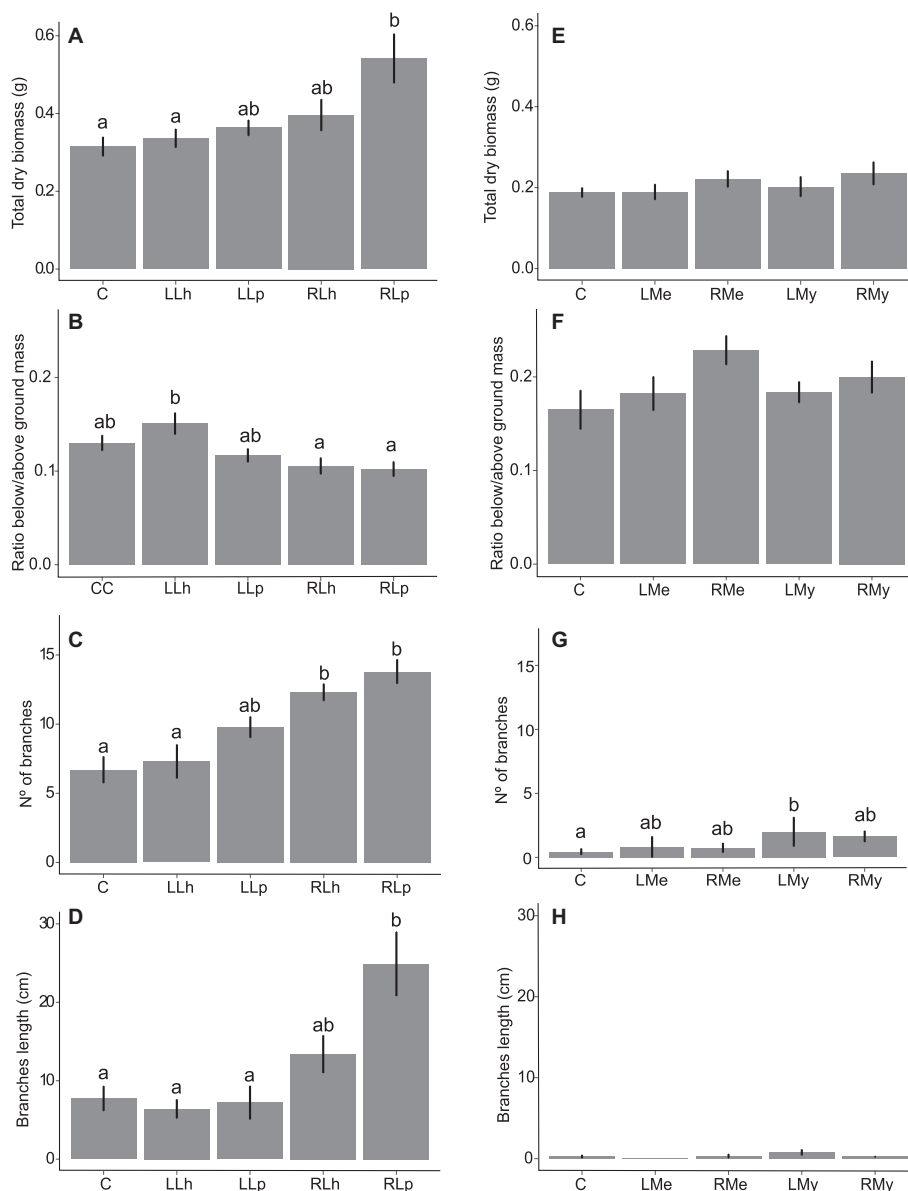 A
Total dry biomass (g)
0.6
0.4
0.2
0.0
a
a
ab
ab
b
C LLh LLp RLh RLp
E
Total dry biomass (g)
0.6
0.4
0.2
0.0
C LMe RMe LMy RMy
B
Ratio below/above ground mass
0.2
0.1
0.0
ab
b
ab
a
a
CC LLh LLp RLh RLp
F
Ratio below/above ground mass
0.2
0.1
0.0
C LMe RMe LMy RMy
C
Nº of branches
15
10
5
0
a
a
ab
b
b
C LLh LLp RLh RLp
G
Nº of branches
15
10
5
0
a
ab
ab
b
ab
C LMe RMe LMy RMy
D
Branches length (cm)
30
20
10
0
a
a
a
ab
b
C LLh LLp RLh RLp
H
Branches length (cm)
30
20
10
0
C LMe RMe LMy RMy